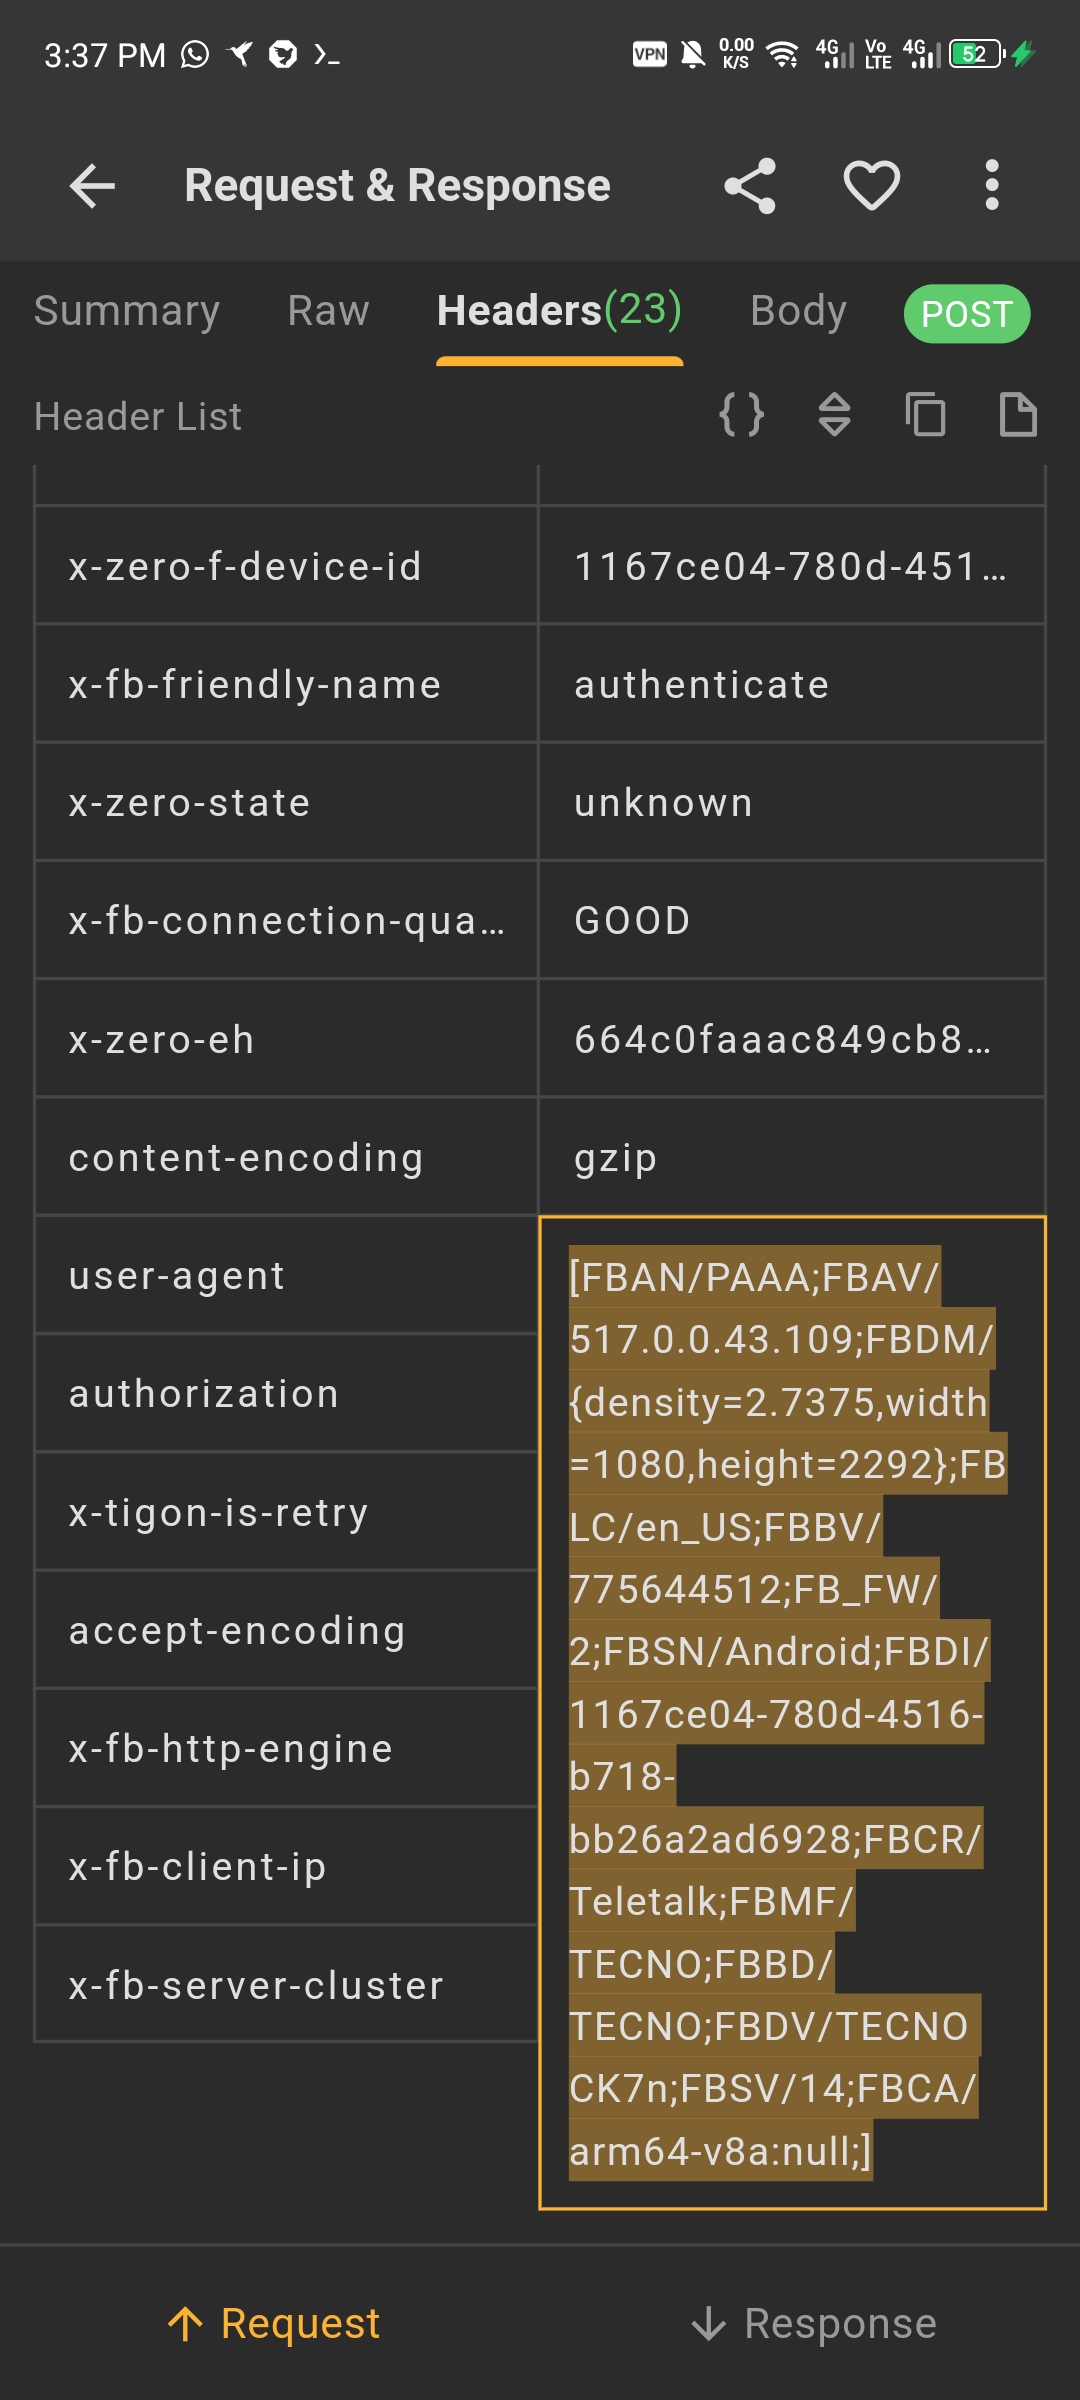 3:37 PM
VPN 0.00 K/S 4G Vo LTE 4G 52
Request & Response
Summary Raw Headers(23) Body POST
Header List
x-zero-f-device-id 1167ce04-780d-451…
x-fb-friendly-name authenticate
x-zero-state unknown
x-fb-connection-qua… GOOD
x-zero-eh 664c0faaac849cb8…
content-encoding gzip
user-agent
authorization
x-tigon-is-retry
accept-encoding
x-fb-http-engine
x-fb-client-ip
x-fb-server-cluster
[FBAN/PAAA;FBAV/
517.0.0.43.109;FBDM/
{density=2.7375,width
=1080,height=2292};FB
LC/en_US;FBBV/
775644512;FB_FW/
2;FBSN/Android;FBDI/
1167ce04-780d-4516-
b718-
bb26a2ad6928;FBCR/
Teletalk;FBMF/
TECNO;FBBD/
TECNO;FBDV/TECNO
CK7n;FBSV/14;FBCA/
arm64-v8a:null;]
Request Response